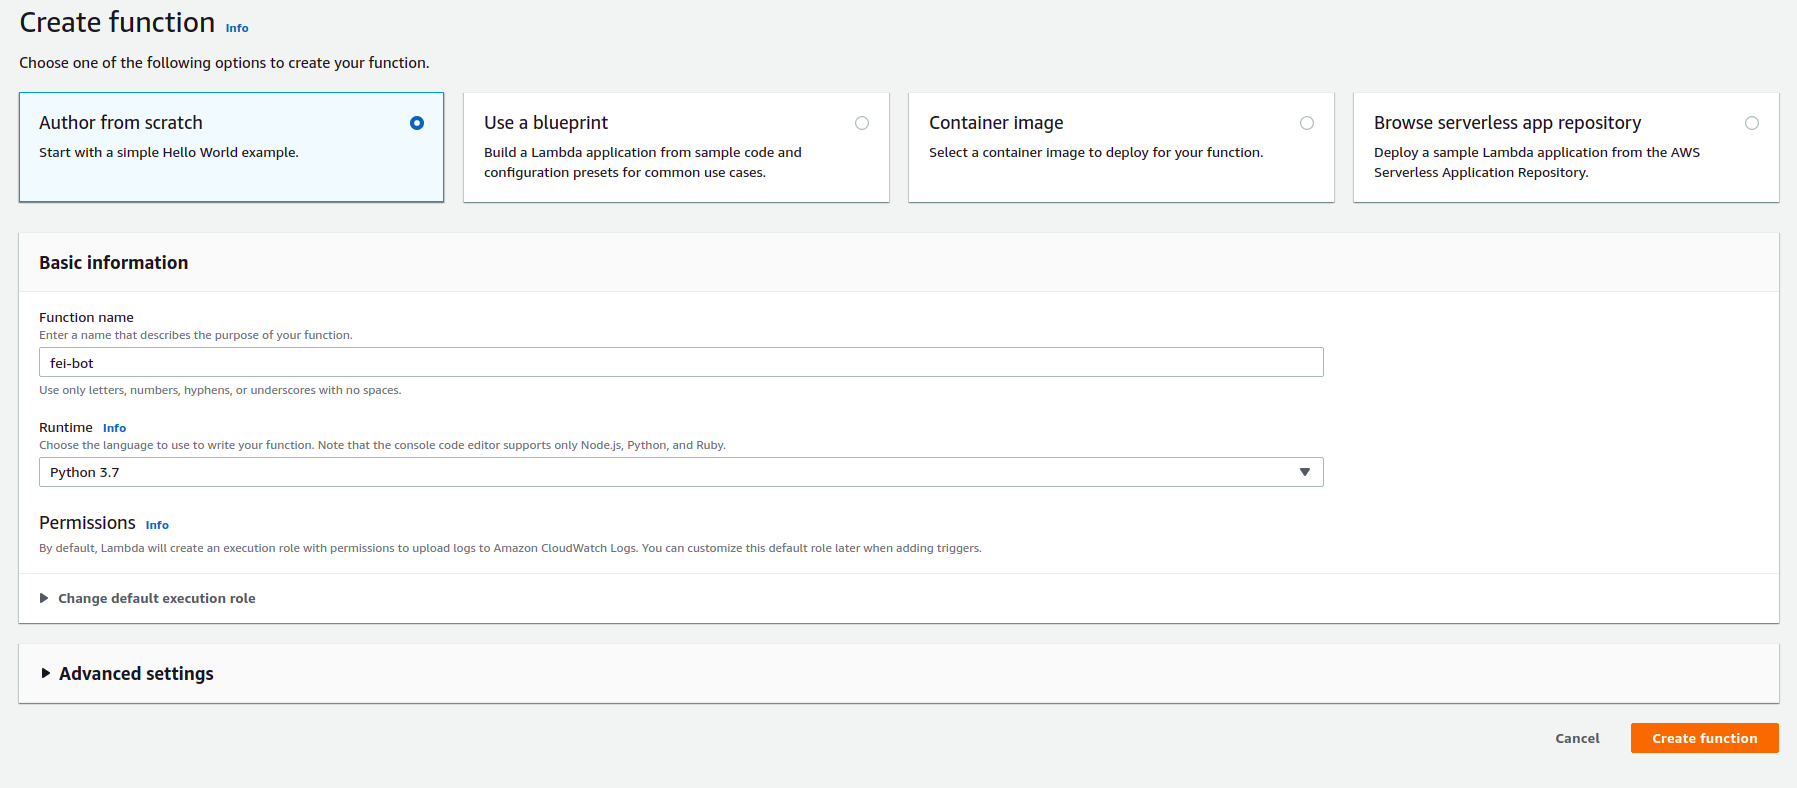 Create function Info
Choose one of the following options to create your function.
Author from scratch
Start with a simple Hello World example.
Use a blueprint
Build a Lambda application from sample code and
configuration presets for common use cases.
Container image
Select a container image to deploy for your function.
Browse serverless app repository
Deploy a sample Lambda application from the AWS
Serverless Application Repository.
Basic information
Function name
Enter a name that describes the purpose of your function.
fei-bot
Use only letters, numbers, hyphens, or underscores with no spaces.
Runtime Info
Choose the language to use to write your function. Note that the console code editor supports only Node.js, Python, and Ruby.
Python 3.7
Permissions Info
By default, Lambda will create an execution role with permissions to upload logs to Amazon CloudWatch Logs. You can customize this default role later when adding triggers.
Change default execution role
Advanced settings
Cancel
Create function